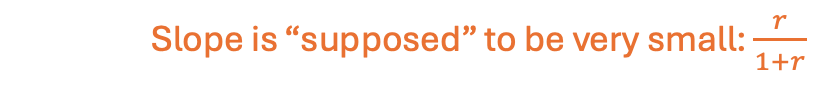 Slope is “supposed” to be very small: r/(1+r)